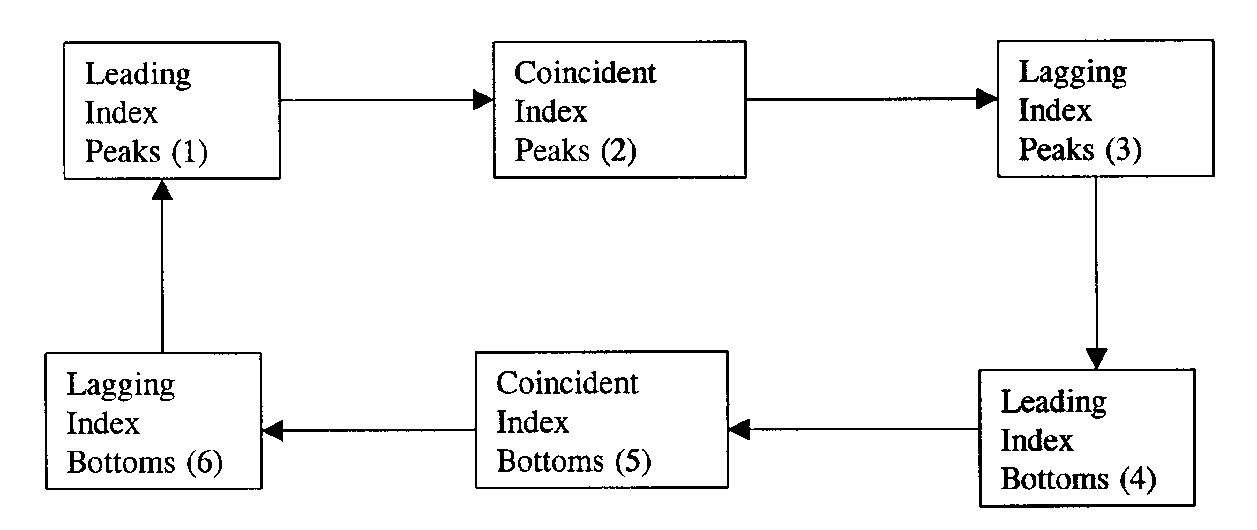 Leading
Index
Peaks (1)
Coincident
Index
Peaks (2)
Lagging
Index
Peaks (3)
Lagging
Index
Bottoms (6)
Coincident
Index
Bottoms (5)
Leading
Index
Bottoms (4)